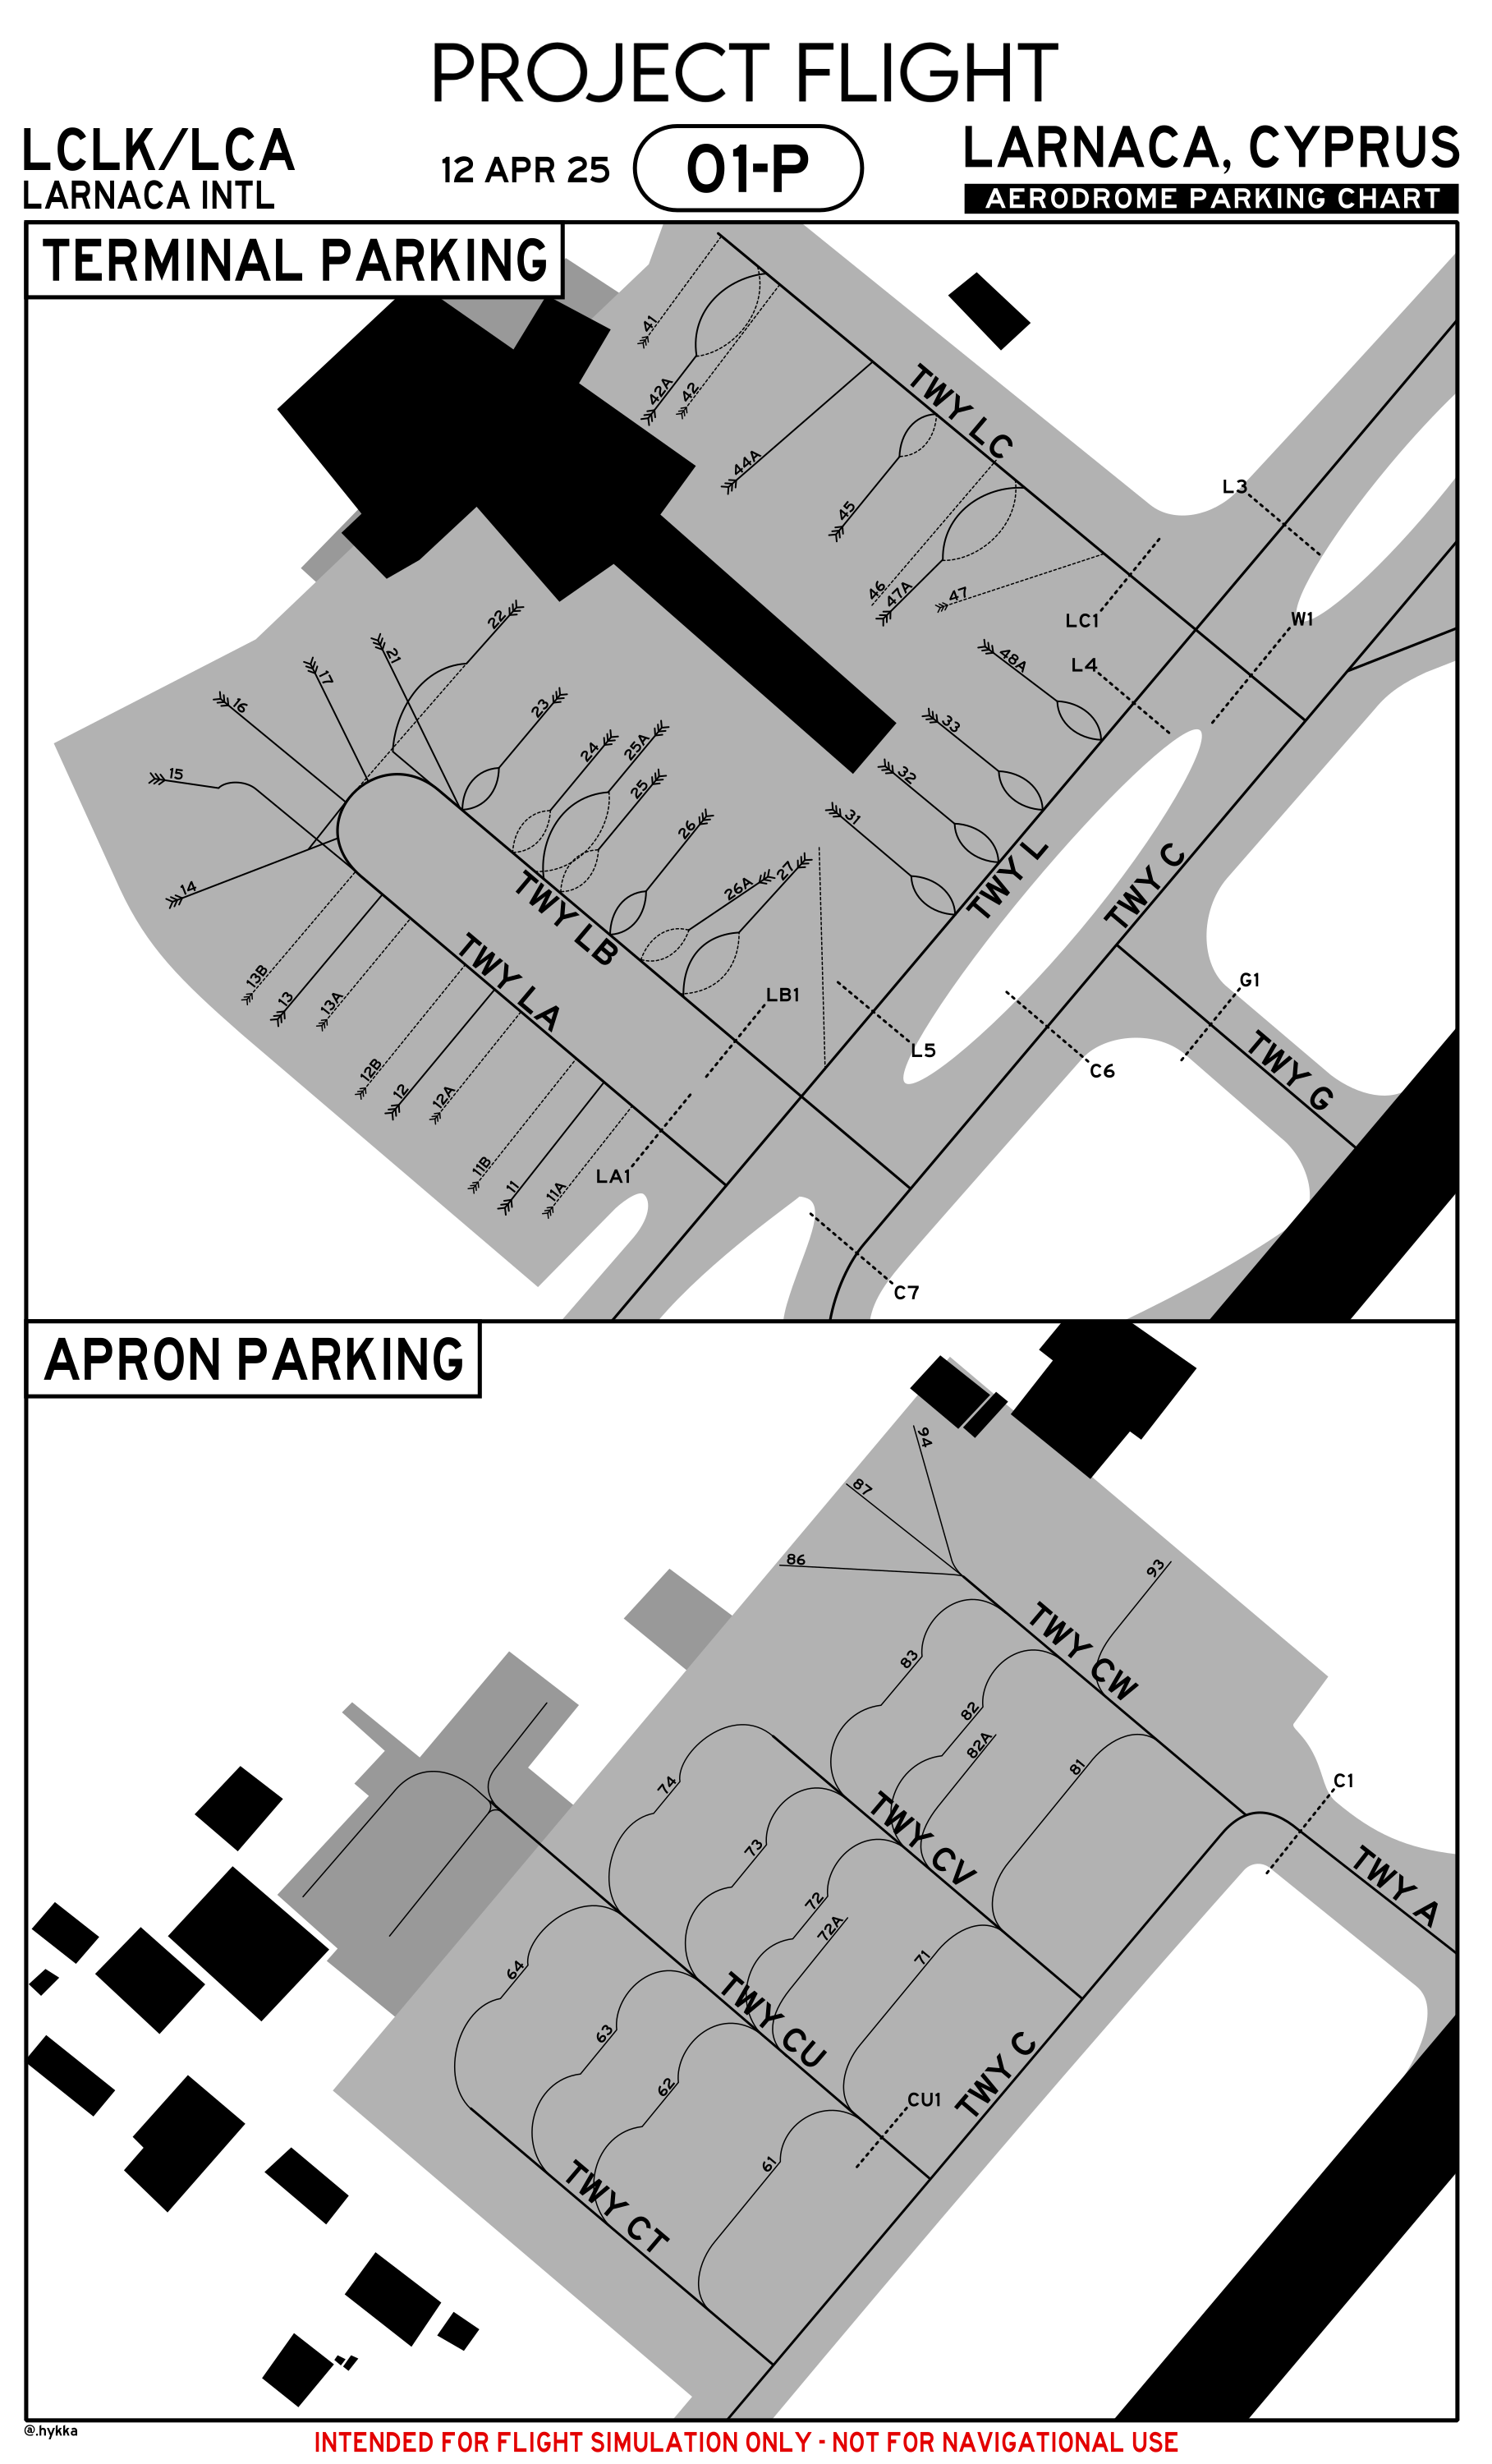 PROJECT FLIGHT
LCLK/LCA
LARNACA INTL
12 APR 25
01-P
LARNACA, CYPRUS
AERODROME PARKING CHART
TERMINAL PARKING
41
42A
42
TWY LC
44A
45
L3
46
47A
47
LC1
W1
22
21
17
48A
L4
16
23
33
24
25A
15
25
32
26
31
TWY L
TWY C
14
TWY LB
26A
27
13B
13
13A
TWY LA
LB1
G1
L5
C6
TWY G
12B
12
12A
11B
11
11A
LA1
C7
APRON PARKING
94
87
86
93
TWY CW
83
82
82A
81
74
C1
TWY CV
73
TWY A
72
72A
71
64
63
TWY CU
TWY C
62
CU1
61
TWY CT
@.hykka
INTENDED FOR FLIGHT SIMULATION ONLY - NOT FOR NAVIGATIONAL USE